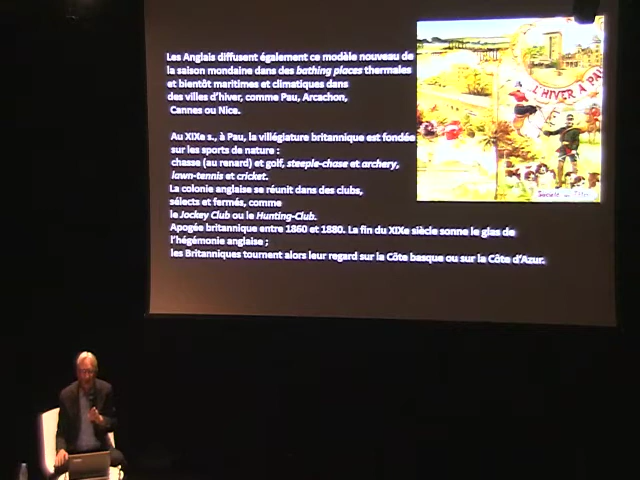 Les Anglais diffusent également ce modèle nouveau de
la saison mondaine dans des bathing places thermales
et bientôt maritimes et climatiques dans
des villes d'hiver, comme Pau, Arcachon,
Cannes ou Nice.
Au XIXe s., à Pau, la villégiature britannique est fondée
sur les sports de nature :
chasse (au renard) et golf, steeple-chase et archery,
lawn-tennis et cricket.
La colonie anglaise se réunit dans des clubs,
sélects et fermés, comme
le Jockey Club ou le Hunting-Club.
Apogée britannique entre 1860 et 1880. La fin du XIXe siècle sonne le glas de
l'hégémonie anglaise ;
les Britanniques tournent alors leur regard sur la Côte basque ou sur la Côte d'Azur.
L'HIVER A PAU